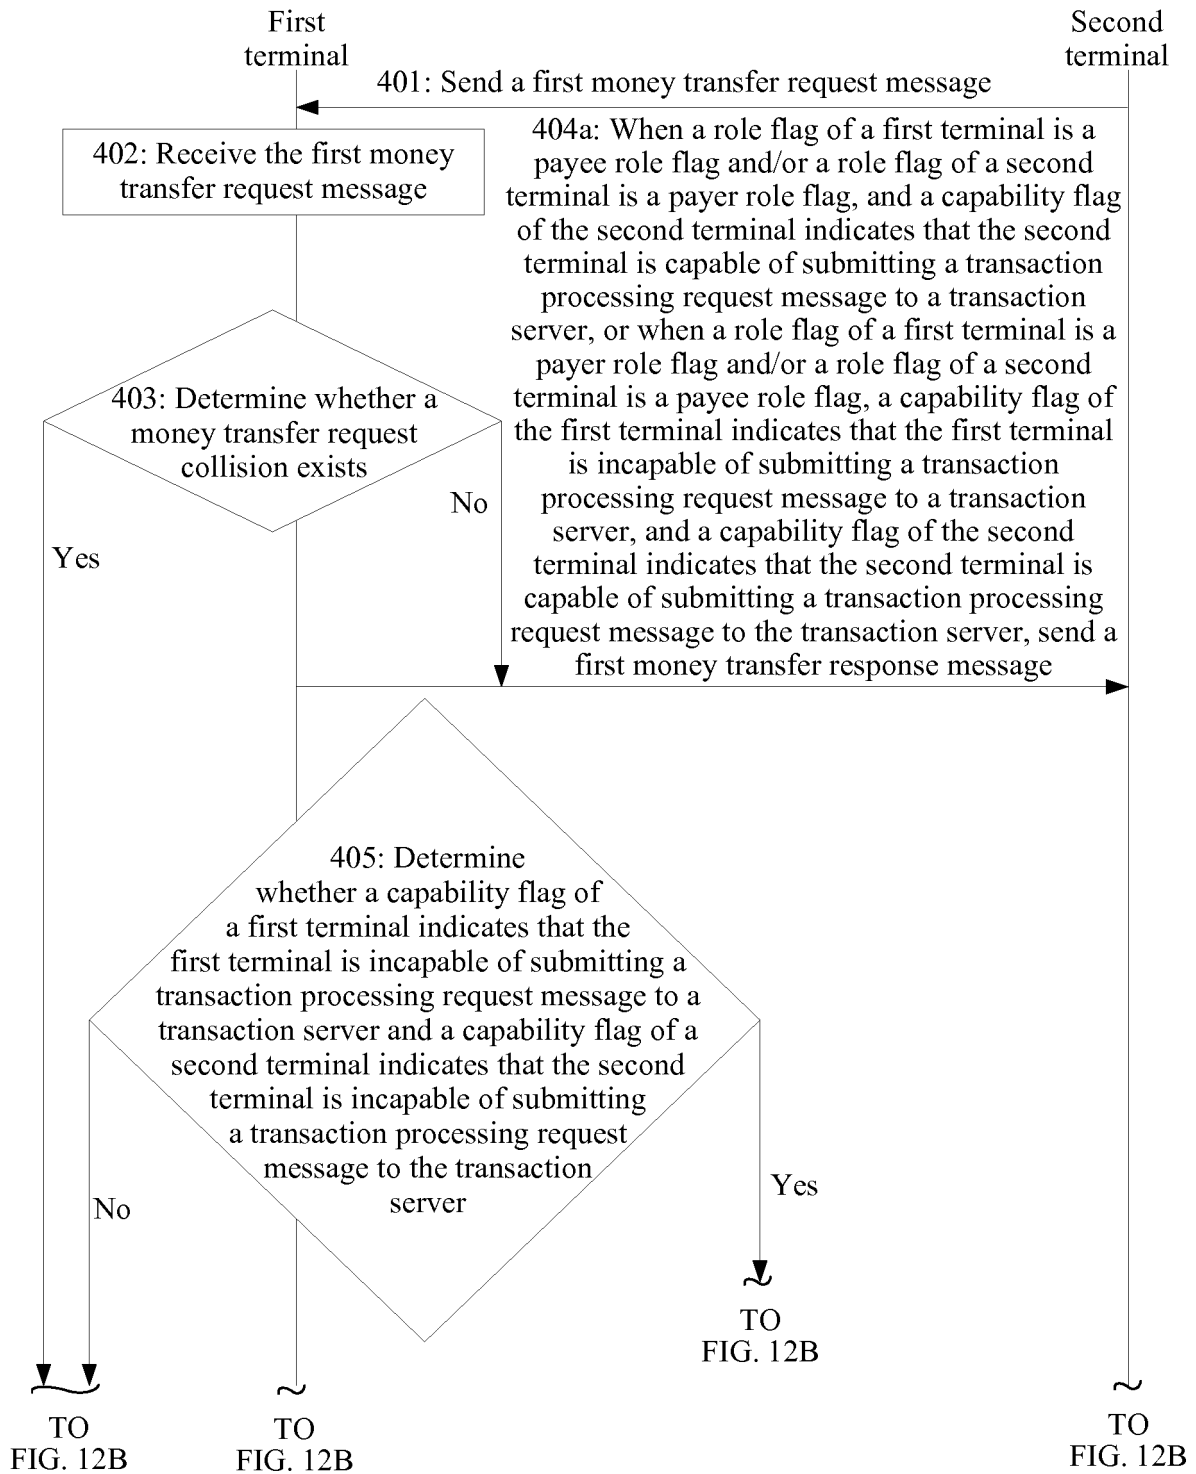 First
terminal
Second
terminal
401: Send a first money transfer request message
402: Receive the first money
transfer request message
404a: When a role flag of a first terminal is a
payee role flag and/or a role flag of a second
terminal is a payer role flag, and a capability flag
of the second terminal indicates that the second
terminal is capable of submitting a transaction
processing request message to a transaction
server, or when a role flag of a first terminal is a
payer role flag and/or a role flag of a second
terminal is a payee role flag, a capability flag of
the first terminal indicates that the first terminal
is incapable of submitting a transaction
processing request message to a transaction
server, and a capability flag of the second
terminal indicates that the second terminal is
capable of submitting a transaction processing
request message to the transaction server, send a
first money transfer response message
403: Determine whether a
money transfer request
collision exists
No
Yes
405: Determine
whether a capability flag of
a first terminal indicates that the
first terminal is incapable of submitting a
transaction processing request message to a
transaction server and a capability flag of a
second terminal indicates that the second
terminal is incapable of submitting
a transaction processing request
message to the transaction
server
Yes
No
TO
FIG. 12B
TO
FIG. 12B
TO
FIG. 12B
TO
FIG. 12B